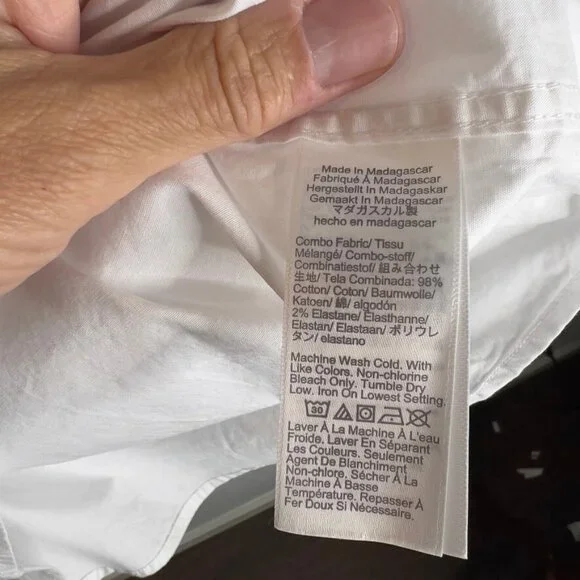 Made In Madagascar
Fabriqué À Madagascar
Hergestellt In Madagaskar
Gemaakt In Madagascar
マダガスカル製
hecho en madagascar
Combo Fabric/ Tissu
Mélangé/ Combo-stoff/
Combinatiestof/ 組み合わせ
生地/ Tela Combinada: 98%
Cotton/ Coton/ Baumwolle/
Katoen/ 綿/ algodón
2% Elastane/ Élasthanne/
Elastan/ Elastaan/ ポリウレ
タン/ elastano
Machine Wash Cold. With
Like Colors. Non-chlorine
Bleach Only. Tumble Dry
Low. Iron On Lowest Setting.
30
Laver À La Machine À L'eau
Froide. Laver En Séparant
Les Couleurs. Seulement
Agent De Blanchiment
Non-chlore. Sécher À La
Machine À Basse
Température. Repasser À
Fer Doux Si Nécessaire.